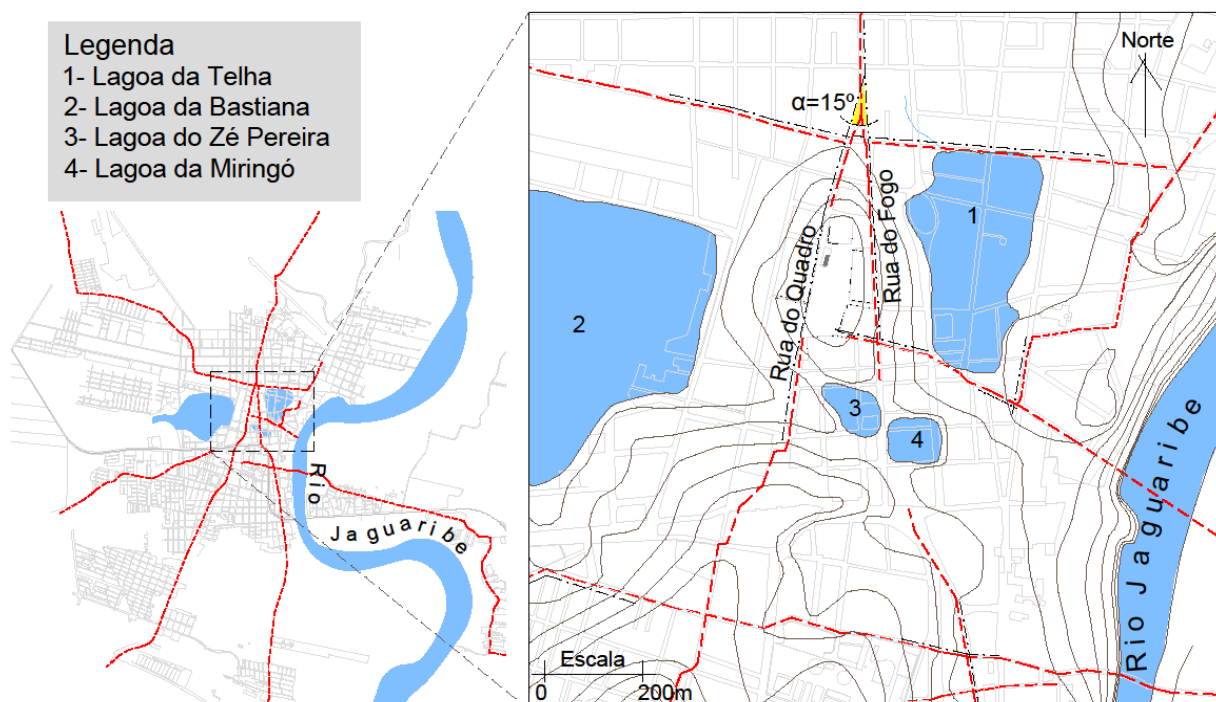 Legenda
1- Lagoa da Telha
2- Lagoa da Bastiana
3- Lagoa do Zé Pereira
4- Lagoa da Miringó
Rio
Jaguaribe
Norte
α=15º
1
2
3
4
Rua do Quadro
Rua do Fogo
Rio Jaguaribe
Escala
0 200m